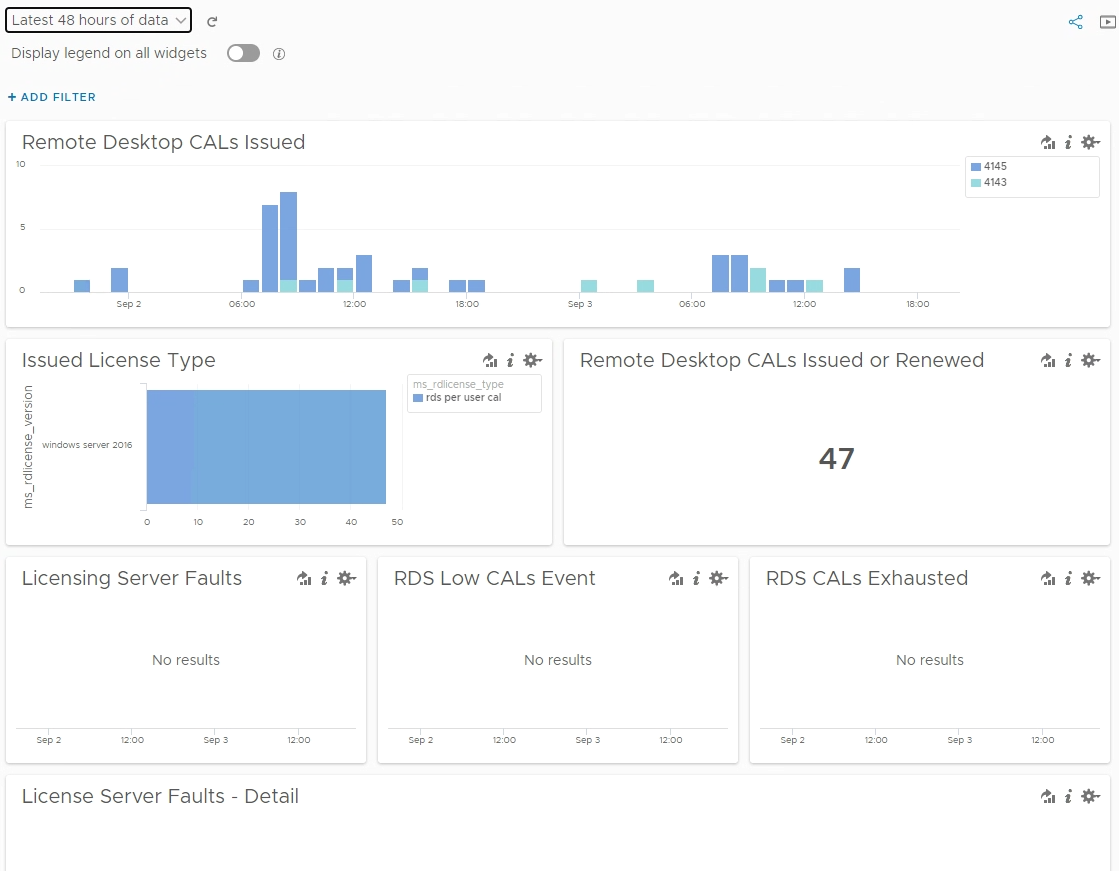 Latest 48 hours of data
Display legend on all widgets
+ ADD FILTER
Remote Desktop CALs Issued
10
5
0
Sep 2 06:00 12:00 18:00 Sep 3 06:00 12:00 18:00
4145
4143
Issued License Type
ms_rdlicense_version
windows server 2016
0 10 20 30 40 50
ms_rdlicense_type
rds per user cal
Remote Desktop CALs Issued or Renewed
47
Licensing Server Faults
No results
Sep 2 12:00 Sep 3 12:00
RDS Low CALs Event
No results
Sep 2 12:00 Sep 3 12:00
RDS CALs Exhausted
No results
Sep 2 12:00 Sep 3 12:00
License Server Faults - Detail